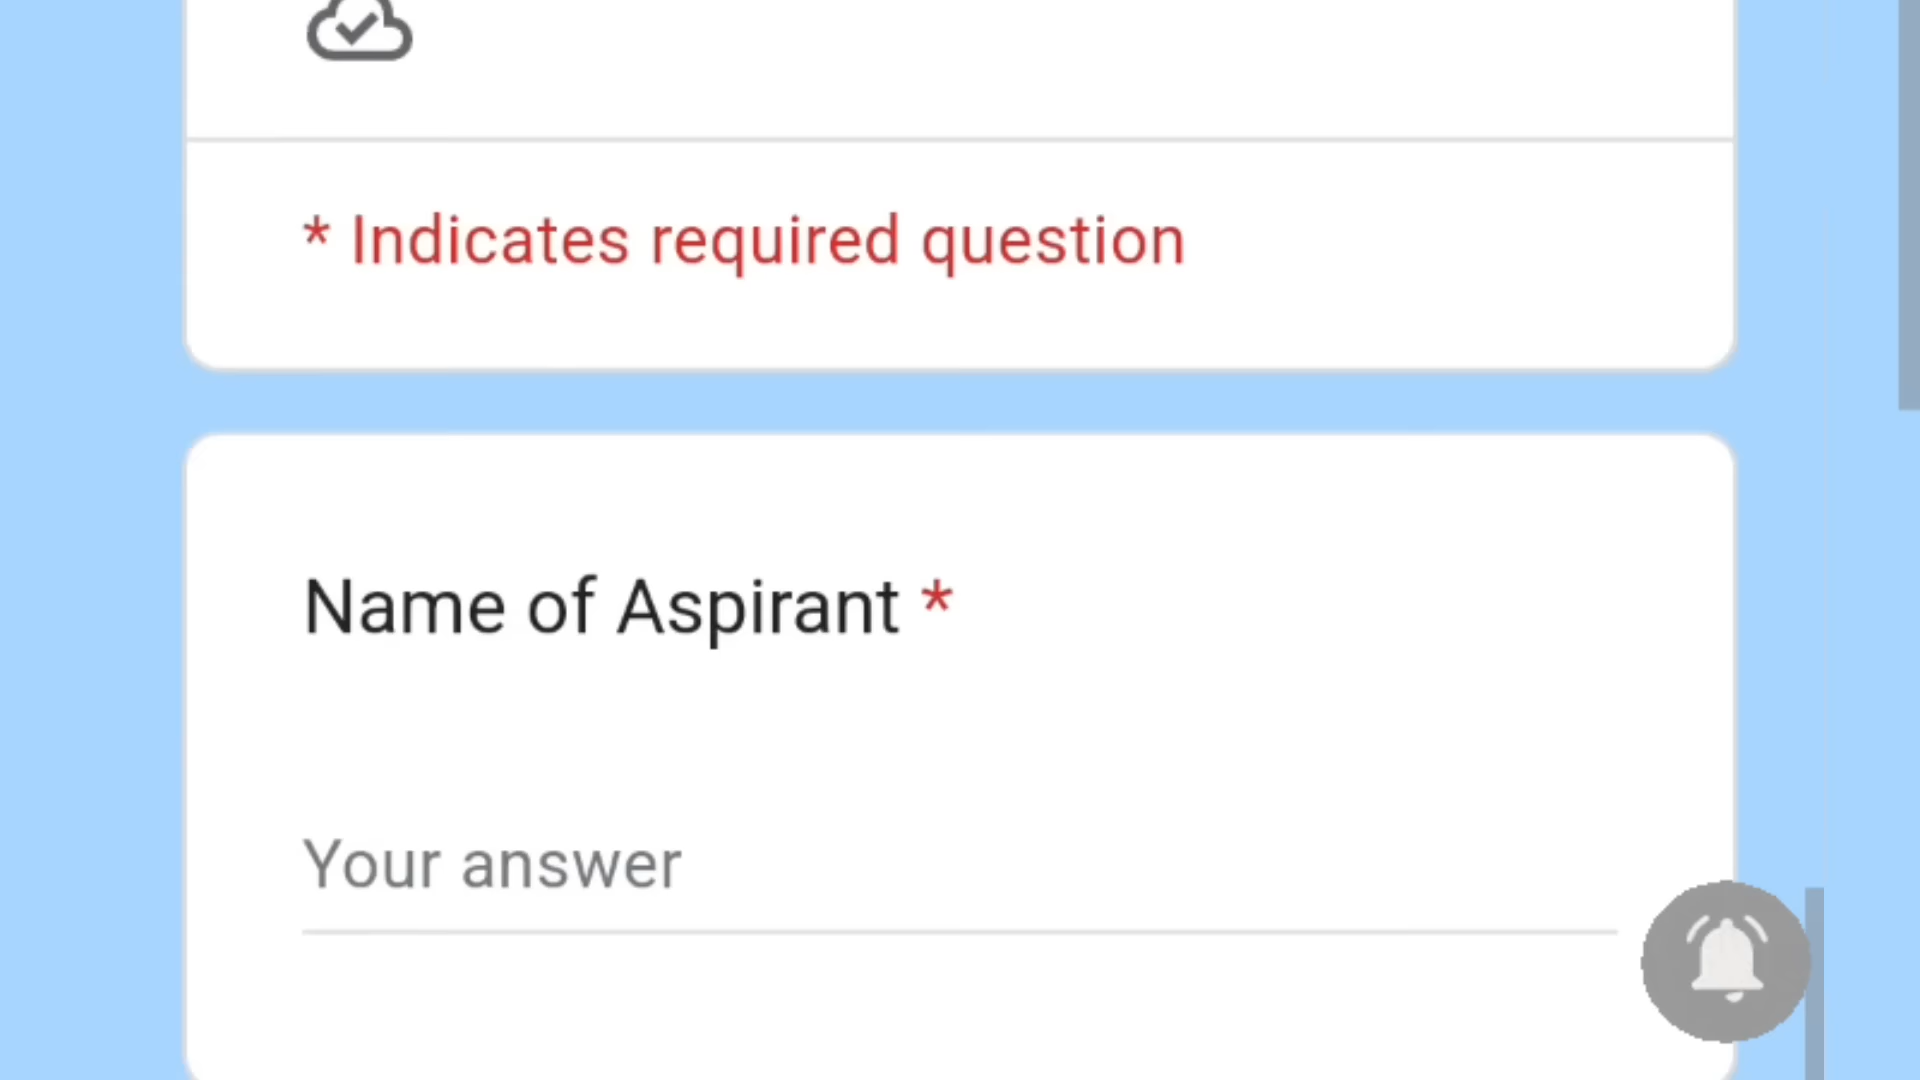 * Indicates required question
Name of Aspirant *
Your answer